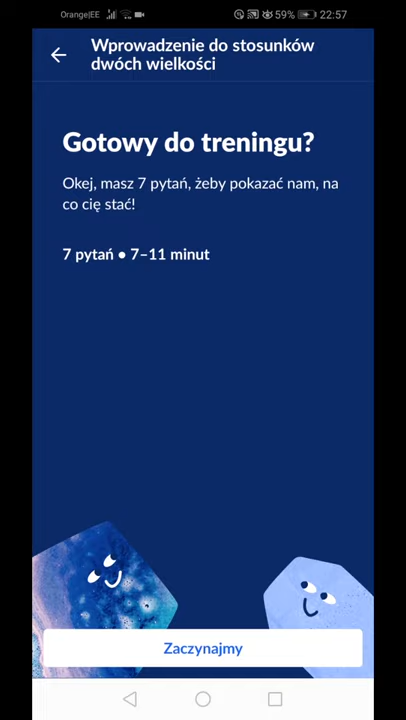 Orange|EE 59% 22:57
Wprowadzenie do stosunków
dwóch wielkości
Gotowy do treningu?
Okej, masz 7 pytań, żeby pokazać nam, na
co cię stać!
7 pytań • 7–11 minut
Zaczynajmy